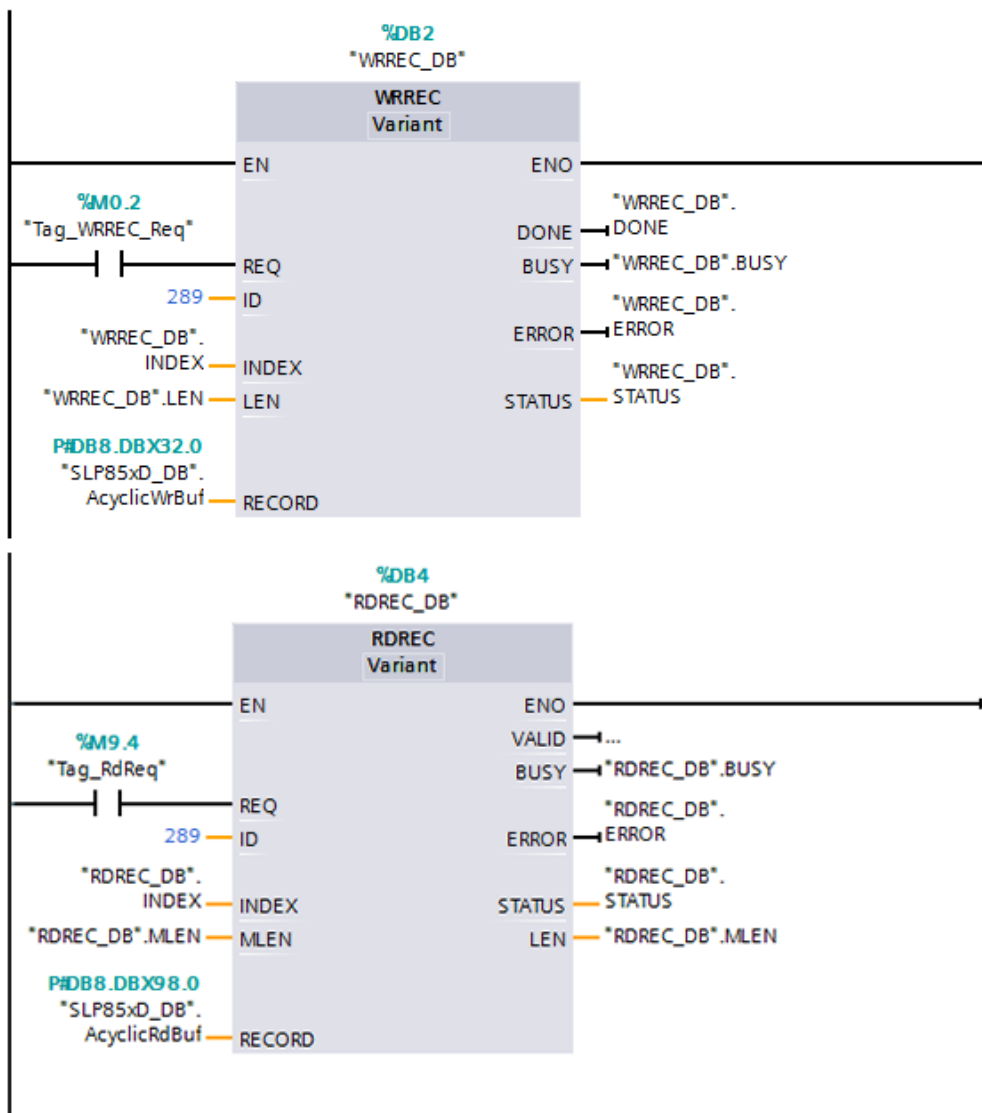 %DB2
"WRREC_DB"
WRREC
Variant
EN
ENO
%M0.2
"Tag_WRREC_Req"
"WRREC_DB".
DONE
DONE
REQ
BUSY
"WRREC_DB".BUSY
289
ID
"WRREC_DB".
ERROR
ERROR
"WRREC_DB".
INDEX
INDEX
"WRREC_DB".
STATUS
"WRREC_DB".LEN
LEN
STATUS
P#DB8.DBX32.0
"SLP85xD_DB".
AcyclicWrBuf
RECORD
%DB4
"RDREC_DB"
RDREC
Variant
EN
ENO
VALID
...
%M9.4
"Tag_RdReq"
BUSY
"RDREC_DB".BUSY
REQ
"RDREC_DB".
ERROR
289
ID
ERROR
"RDREC_DB".
INDEX
INDEX
"RDREC_DB".
STATUS
STATUS
"RDREC_DB".MLEN
MLEN
LEN
"RDREC_DB".MLEN
P#DB8.DBX98.0
"SLP85xD_DB".
AcyclicRdBuf
RECORD